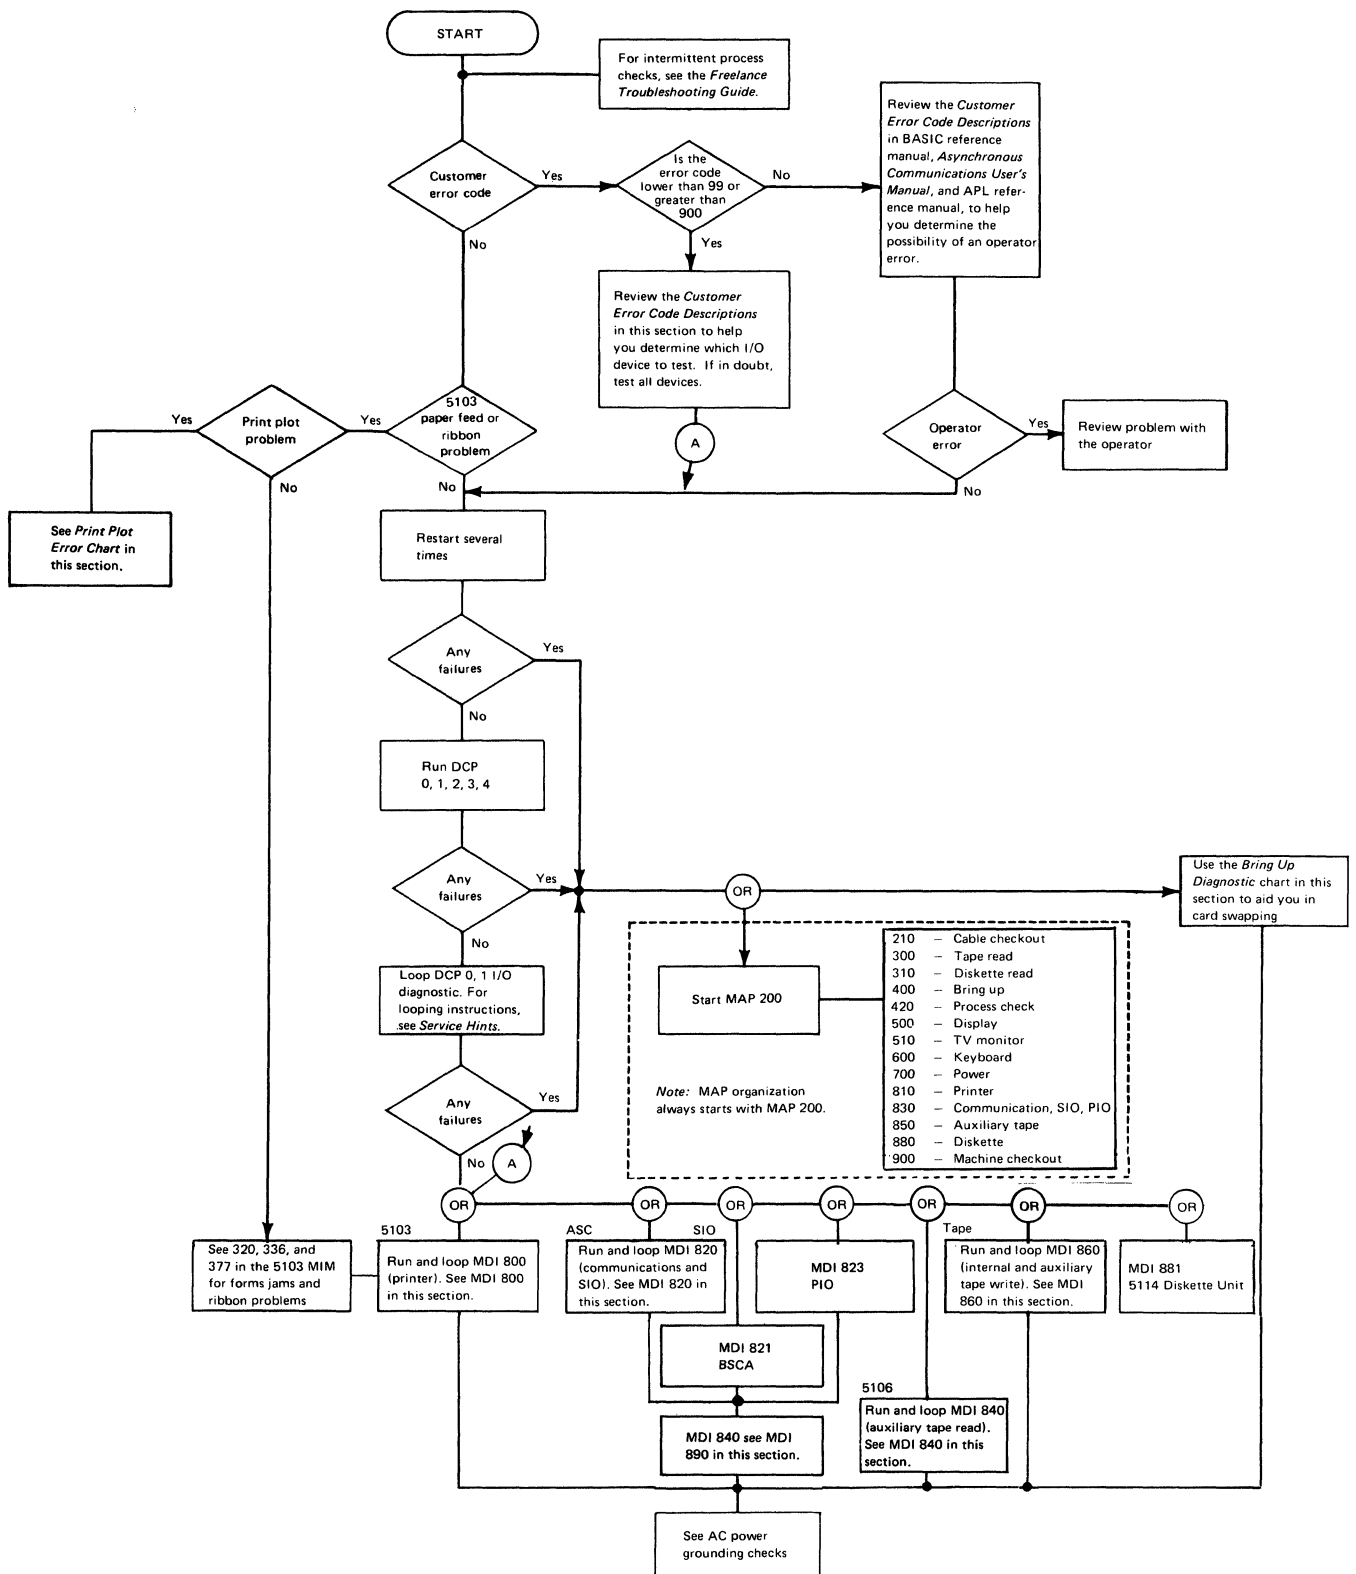 START
For intermittent process
checks, see the Freelance
Troubleshooting Guide.
Customer
error code
Yes
No
Is the
error code
lower than 99 or
greater than
900
No
Yes
Review the Customer
Error Code Descriptions
in BASIC reference
manual, Asynchronous
Communications User's
Manual, and APL refer-
ence manual, to help
you determine the
possibility of an operator
error.
Review the Customer
Error Code Descriptions
in this section to help
you determine which I/O
device to test. If in doubt,
test all devices.
A
Operator
error
Yes
No
Review problem with
the operator
5103
paper feed or
ribbon
problem
Yes
No
Print plot
problem
Yes
No
See Print Plot
Error Chart in
this section.
Restart several
times
Any
failures
Yes
No
Run DCP
0, 1, 2, 3, 4
Any
failures
Yes
No
OR
Use the Bring Up
Diagnostic chart in this
section to aid you in
card swapping
Loop DCP 0, 1 I/O
diagnostic. For
looping instructions,
see Service Hints.
Any
failures
Yes
No
A
Start MAP 200
Note: MAP organization
always starts with MAP 200.
210 – Cable checkout
300 – Tape read
310 – Diskette read
400 – Bring up
420 – Process check
500 – Display
510 – TV monitor
600 – Keyboard
700 – Power
810 – Printer
830 – Communication, SIO, PIO
850 – Auxiliary tape
880 – Diskette
900 – Machine checkout
OR
OR
OR
OR
OR
OR
OR
See 320, 336, and
377 in the 5103 MIM
for forms jams and
ribbon problems
5103
Run and loop MDI 800
(printer). See MDI 800
in this section.
ASC
SIO
Run and loop MDI 820
(communications and
SIO). See MDI 820 in
this section.
MDI 823
PIO
Tape
Run and loop MDI 860
(internal and auxiliary
tape write). See MDI
860 in this section.
MDI 881
5114 Diskette Unit
MDI 821
BSCA
5106
Run and loop MDI 840
(auxiliary tape read).
See MDI 840 in this
section.
MDI 840 see MDI
890 in this section.
See AC power
grounding checks